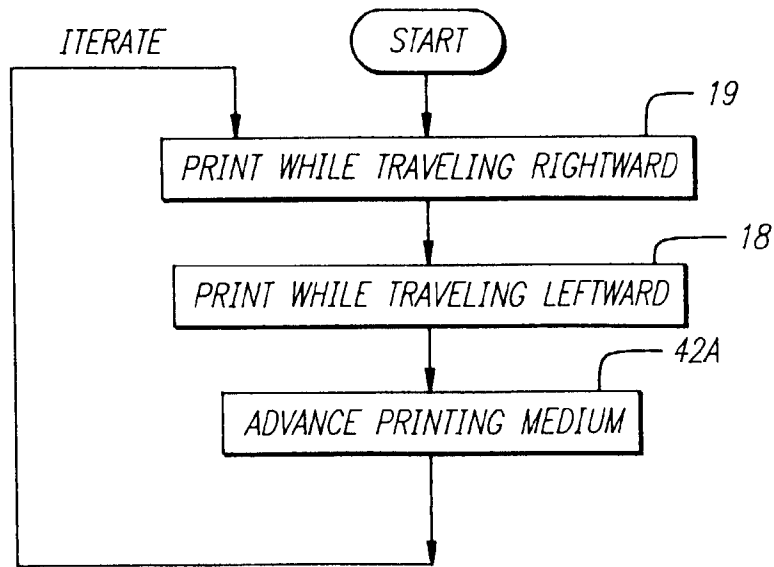 ITERATE
START
19
PRINT WHILE TRAVELING RIGHTWARD
18
PRINT WHILE TRAVELING LEFTWARD
42A
ADVANCE PRINTING MEDIUM